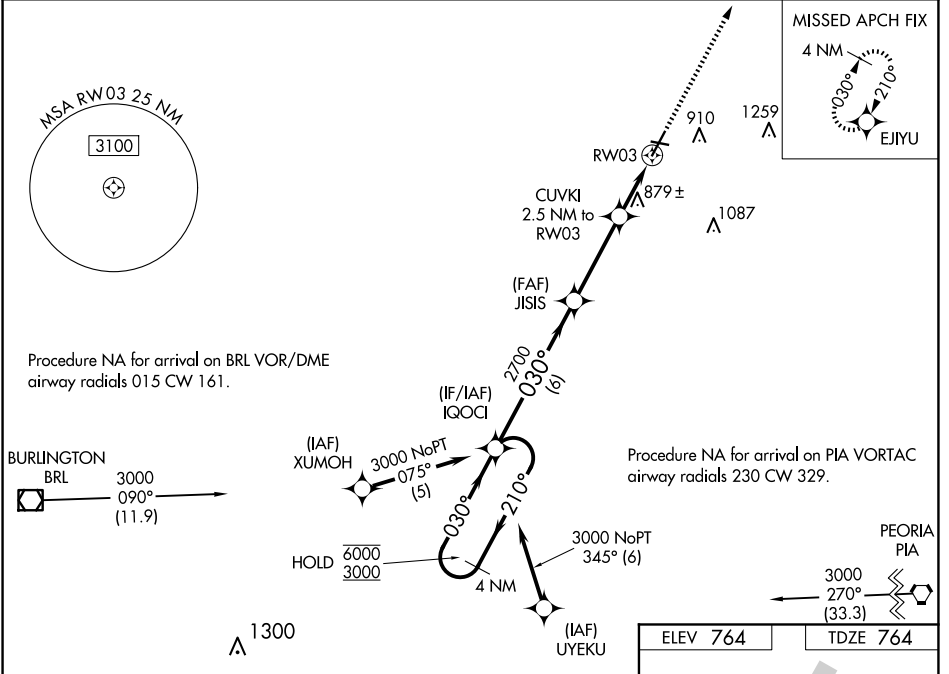 MISSED APCH FIX
4 NM
030°
210°
EJIYU
MSA RW03 25 NM
3100
910
1259
RW03
879±
CUVKI
2.5 NM to
RW03
1087
(FAF)
JISIS
Procedure NA for arrival on BRL VOR/DME
airway radials 015 CW 161.
2700
030°
(6)
(IF/IAF)
IQOCI
(IAF)
XUMOH
3000 NoPT
075°
(5)
Procedure NA for arrival on PIA VORTAC
airway radials 230 CW 329.
BURLINGTON
BRL
3000
090°
(11.9)
030°
210°
HOLD
6000
3000
4 NM
3000 NoPT
345° (6)
PEORIA
PIA
3000
270°
(33.3)
(IAF)
UYEKU
1300
ELEV 764
TDZE 764